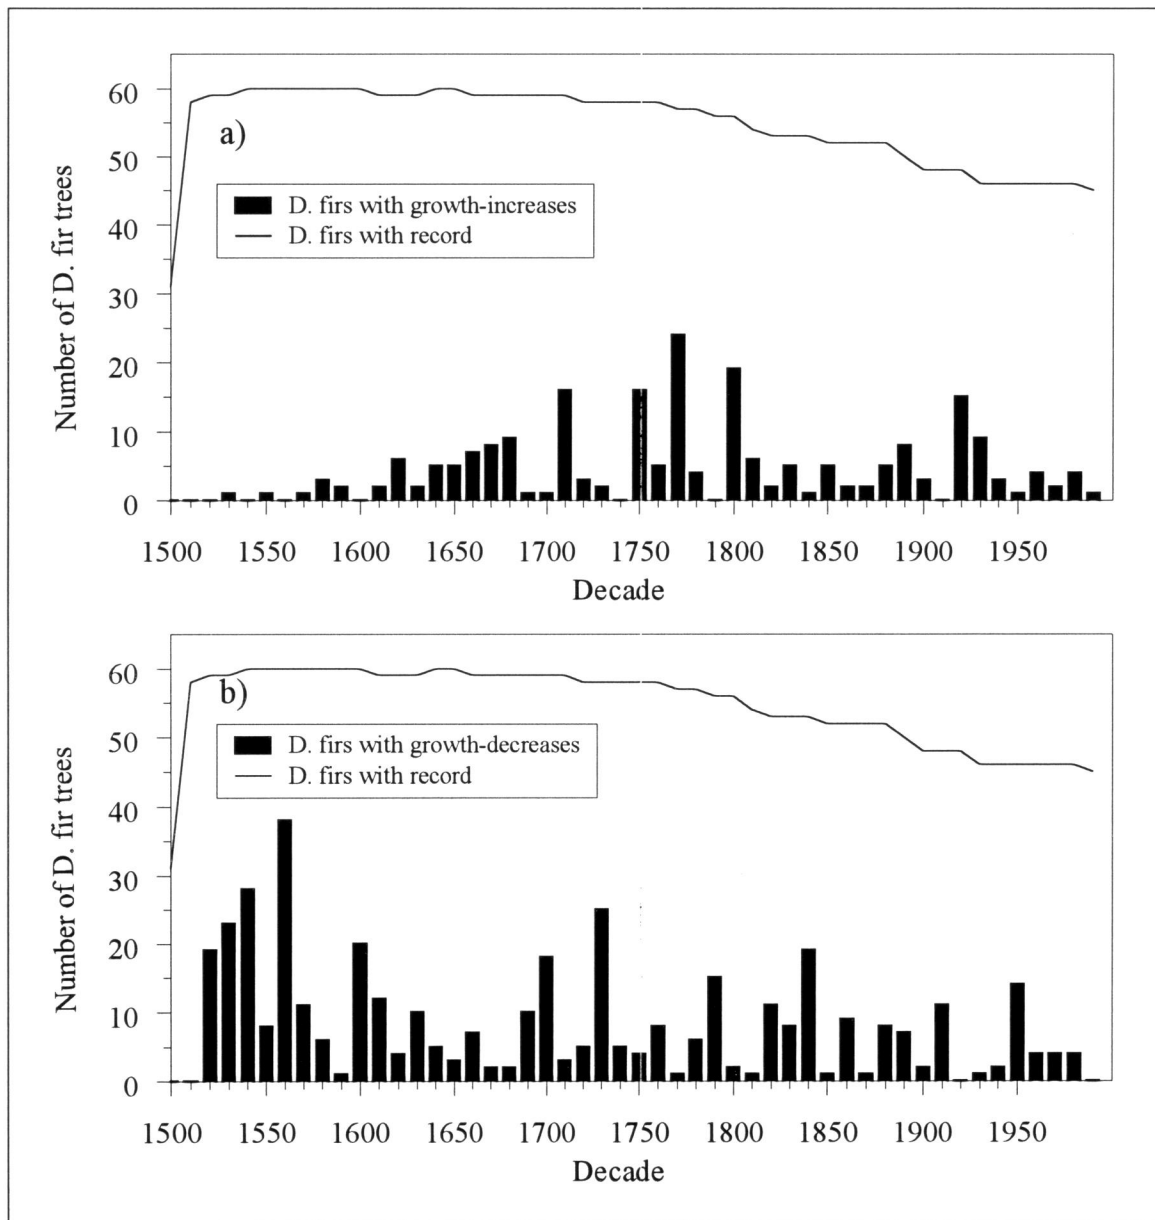 60
a)
50
D. firs with growth-increases
40
D. firs with record
30
20
10
0
Number of D. fir trees
1500 1550 1600 1650 1700 1750 1800 1850 1900 1950
Decade
60
b)
50
D. firs with growth-decreases
D. firs with record
40
30
20
10
0
Number of D. fir trees
1500 1550 1600 1650 1700 1750 1800 1850 1900 1950
Decade